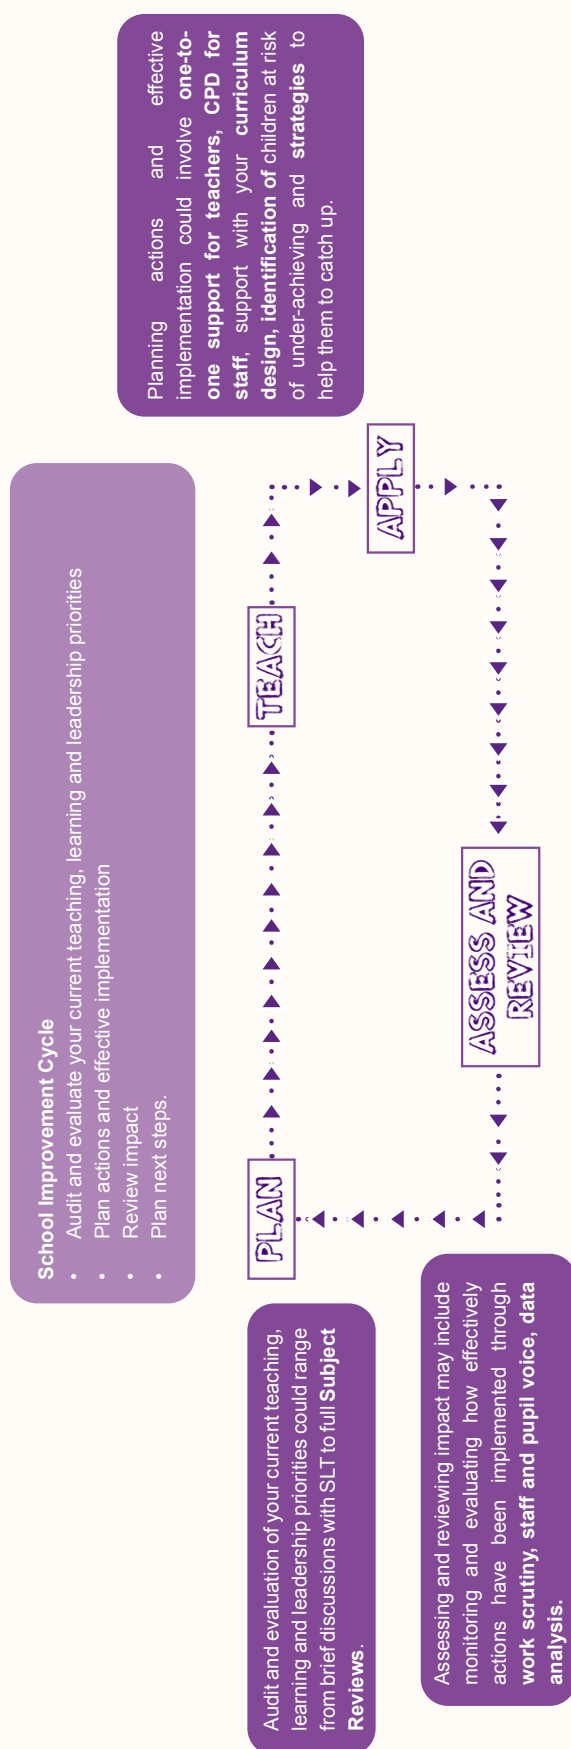 School Improvement Cycle
• Audit and evaluate your current teaching, learning and leadership priorities
• Plan actions and effective implementation
• Review impact
• Plan next steps.
Audit and evaluation of your current teaching,
learning and leadership priorities could range
from brief discussions with SLT to full Subject
Reviews.
PLAN
TEACH
Planning actions and effective
implementation could involve one-to-
one support for teachers, CPD for
staff, support with your curriculum
design, identification of children at risk
of under-achieving and strategies to
help them to catch up.
APPLY
ASSESS AND
REVIEW
Assessing and reviewing impact may include
monitoring and evaluating how effectively
actions have been implemented through
work scrutiny, staff and pupil voice, data
analysis.